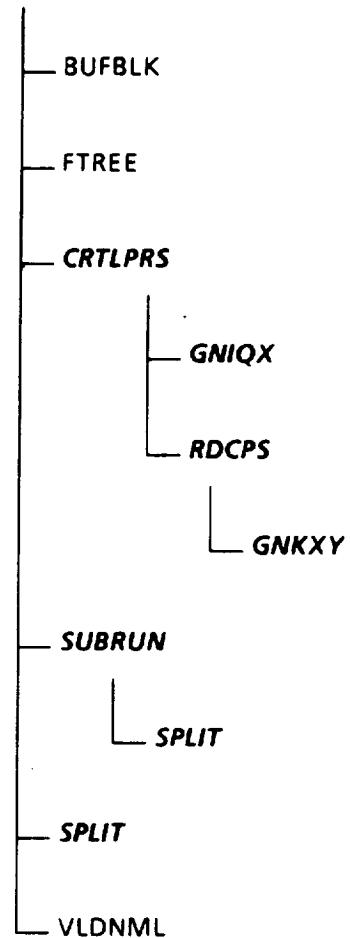 BUFBLK
FTREE
CRTLPRS
GNIQX
RDCPS
GNKXY
SUBRUN
SPLIT
SPLIT
VLDNML